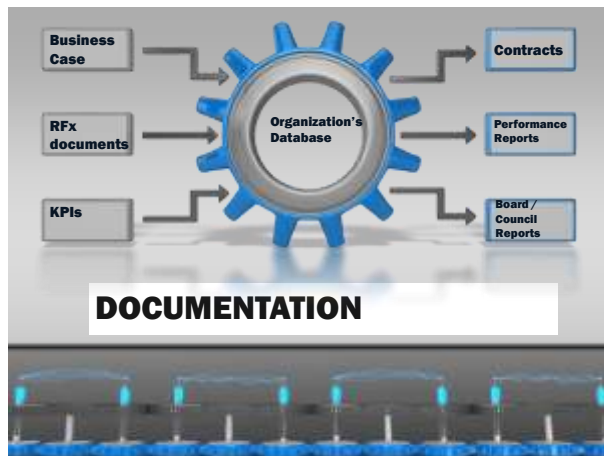 Business
Case
Contracts
RFx
documents
Organization's
Database
Performance
Reports
KPIs
Board /
Council
Reports
DOCUMENTATION